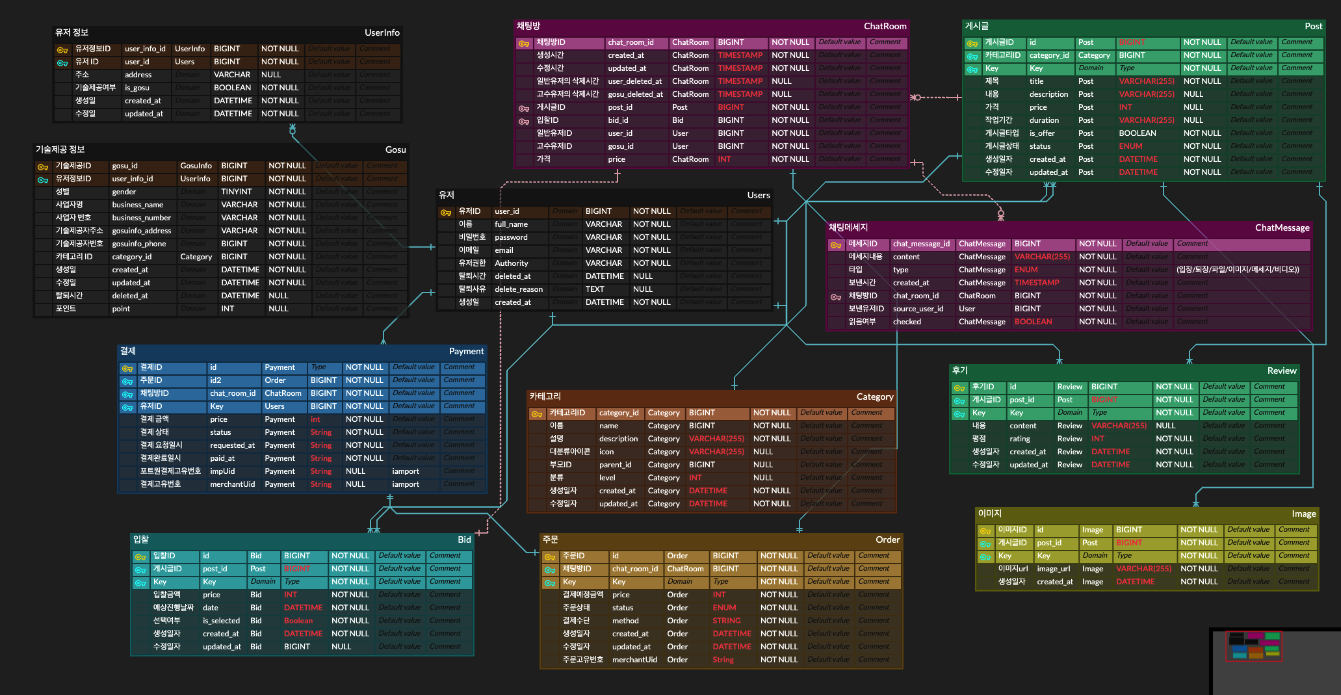 유저 정보 UserInfo
유저정보ID user_info_id UserInfo BIGINT NOT NULL Default value Comment
유저 ID user_id Users BIGINT NOT NULL Default value Comment
주소 address Domain VARCHAR NULL Default value Comment
기술제공여부 is_gosu Domain BOOLEAN NOT NULL Default value Comment
생성일 created_at Domain DATETIME NOT NULL Default value Comment
수정일 updated_at Domain DATETIME NOT NULL Default value Comment
기술제공 정보 Gosu
기술제공ID gosu_id GosuInfo BIGINT NOT NULL Default value Comment
유저정보ID user_info_id UserInfo BIGINT NOT NULL Default value Comment
성별 gender Domain TINYINT NOT NULL Default value Comment
사업자명 business_name Domain VARCHAR NOT NULL Default value Comment
사업자 번호 business_number Domain VARCHAR NOT NULL Default value Comment
기술제공자주소 gosuinfo_address Domain VARCHAR NOT NULL Default value Comment
기술제공자번호 gosuinfo_phone Domain BIGINT NOT NULL Default value Comment
카테고리 ID category_id Category BIGINT NOT NULL Default value Comment
생성일 created_at Domain DATETIME NOT NULL Default value Comment
수정일 updated_at Domain DATETIME NOT NULL Default value Comment
탈퇴시간 deleted_at Domain DATETIME NULL Default value Comment
포인트 point Domain INT NULL Default value Comment
채팅방 ChatRoom
채팅방ID chat_room_id ChatRoom BIGINT NOT NULL Default value Comment
생성시간 created_at ChatRoom TIMESTAMP NOT NULL Default value Comment
수정시간 updated_at ChatRoom TIMESTAMP NOT NULL Default value Comment
일반유저의 삭제시간 user_deleted_at ChatRoom TIMESTAMP NULL Default value Comment
고수유저의 삭제시간 gosu_deleted_at ChatRoom TIMESTAMP NULL Default value Comment
게시글ID post_id Post BIGINT NOT NULL Default value Comment
입찰ID bid_id Bid BIGINT NOT NULL Default value Comment
일반유저ID user_id User BIGINT NOT NULL Default value Comment
고수유저ID gosu_id User BIGINT NOT NULL Default value Comment
가격 price ChatRoom INT NOT NULL Default value Comment
게시글 Post
게시글ID id Post BIGINT NOT NULL Default value Comment
카테고리ID category_id Category BIGINT NOT NULL Default value Comment
Key Key Domain Type NOT NULL Default value Comment
제목 title Post VARCHAR(255) NOT NULL Default value Comment
내용 description Post VARCHAR(255) NULL Default value Comment
가격 price Post INT NULL Default value Comment
작업기간 duration Post VARCHAR(255) NULL Default value Comment
게시글타입 is_offer Post BOOLEAN NOT NULL Default value Comment
게시글상태 status Post ENUM NOT NULL Default value Comment
생성일자 created_at Post DATETIME NOT NULL Default value Comment
수정일자 updated_at Post DATETIME NOT NULL Default value Comment
유저 Users
유저ID user_id Domain BIGINT NOT NULL Default value Comment
이름 full_name Domain VARCHAR NOT NULL Default value Comment
비밀번호 password Domain VARCHAR NOT NULL Default value Comment
이메일 email Domain VARCHAR NOT NULL Default value Comment
유저권한 Authority Domain VARCHAR NOT NULL Default value Comment
탈퇴시간 deleted_at Domain DATETIME NULL Default value Comment
탈퇴사유 delete_reason Domain TEXT NULL Default value Comment
생성일 created_at Domain DATETIME NOT NULL Default value Comment
채팅메세지 ChatMessage
메세지ID chat_message_id ChatMessage BIGINT NOT NULL Default value Comment
메세지내용 content ChatMessage VARCHAR(255) NOT NULL Default value Comment
타입 type ChatMessage ENUM NOT NULL Default value (입장/퇴장/파일/이미지/메세지/비디오))
보낸시간 created_at ChatMessage TIMESTAMP NOT NULL Default value Comment
채팅방ID chat_room_id ChatRoom BIGINT NOT NULL Default value Comment
보낸유저ID source_user_id User BIGINT NOT NULL Default value Comment
읽음여부 checked ChatMessage BOOLEAN NOT NULL Default value Comment
결제 Payment
결제ID id Payment Type NOT NULL Default value Comment
주문ID id2 Order BIGINT NOT NULL Default value Comment
채팅방ID chat_room_id ChatRoom BIGINT NOT NULL Default value Comment
유저ID Key Users BIGINT NOT NULL Default value Comment
결제 금액 price Payment int NOT NULL Default value Comment
결제 상태 status Payment String NOT NULL Default value Comment
결제 요청일시 requested_at Payment String NOT NULL Default value Comment
결제완료일시 paid_at Payment String NOT NULL Default value Comment
포트원결제고유번호 impUid Payment String NULL iamport Comment
결제고유번호 merchantUid Payment String NULL iamport Comment
카테고리 Category
카테고리ID category_id Category BIGINT NOT NULL Default value Comment
이름 name Category BIGINT NOT NULL Default value Comment
설명 description Category VARCHAR(255) NOT NULL Default value Comment
대분류아이콘 icon Category VARCHAR(255) NULL Default value Comment
부모ID parent_id Category BIGINT NULL Default value Comment
분류 level Category INT NOT NULL Default value Comment
생성일자 created_at Category DATETIME NOT NULL Default value Comment
수정일자 updated_at Category DATETIME NOT NULL Default value Comment
후기 Review
후기ID id Review BIGINT NOT NULL Default value Comment
게시글ID post_id Post BIGINT NOT NULL Default value Comment
Key Key Domain Type NOT NULL Default value Comment
내용 content Review VARCHAR(255) NULL Default value Comment
평점 rating Review INT NOT NULL Default value Comment
생성일자 created_at Review DATETIME NOT NULL Default value Comment
수정일자 updated_at Review DATETIME NOT NULL Default value Comment
이미지 Image
이미지ID id Image BIGINT NOT NULL Default value Comment
게시글ID post_id Post BIGINT NOT NULL Default value Comment
Key Key Domain Type NOT NULL Default value Comment
이미지url image_url Image VARCHAR(255) NOT NULL Default value Comment
생성일자 created_at Image DATETIME NOT NULL Default value Comment
입찰 Bid
입찰ID id Bid BIGINT NOT NULL Default value Comment
게시글ID post_id Post BIGINT NOT NULL Default value Comment
Key Key Domain Type NOT NULL Default value Comment
입찰금액 price Bid INT NOT NULL Default value Comment
예상진행날짜 date Bid DATETIME NOT NULL Default value Comment
선택여부 is_selected Bid Boolean NOT NULL Default value Comment
생성일자 created_at Bid DATETIME NOT NULL Default value Comment
수정일자 updated_at Bid BIGINT NULL Default value Comment
주문 Order
주문ID id Order BIGINT NOT NULL Default value Comment
채팅방ID chat_room_id ChatRoom BIGINT NOT NULL Default value Comment
Key Key Domain Type NOT NULL Default value Comment
결제예정금액 price Order INT NOT NULL Default value Comment
주문상태 status Order ENUM NOT NULL Default value Comment
결제수단 method Order STRING NOT NULL Default value Comment
생성일자 created_at Order DATETIME NOT NULL Default value Comment
수정일자 updated_at Order DATETIME NOT NULL Default value Comment
주문고유번호 merchantUid Order String NOT NULL Default value Comment